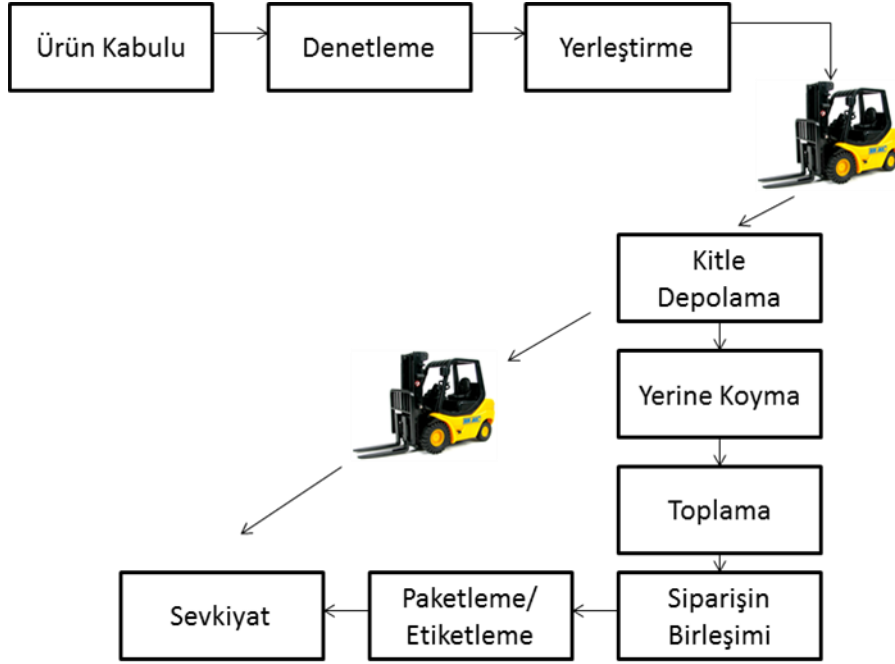 Ürün Kabulu
Denetleme
Yerleştirme
Kitle
Depolama
Yerine Koyma
Toplama
Siparişin
Birleşimi
Paketleme/
Etiketleme
Sevkiyat